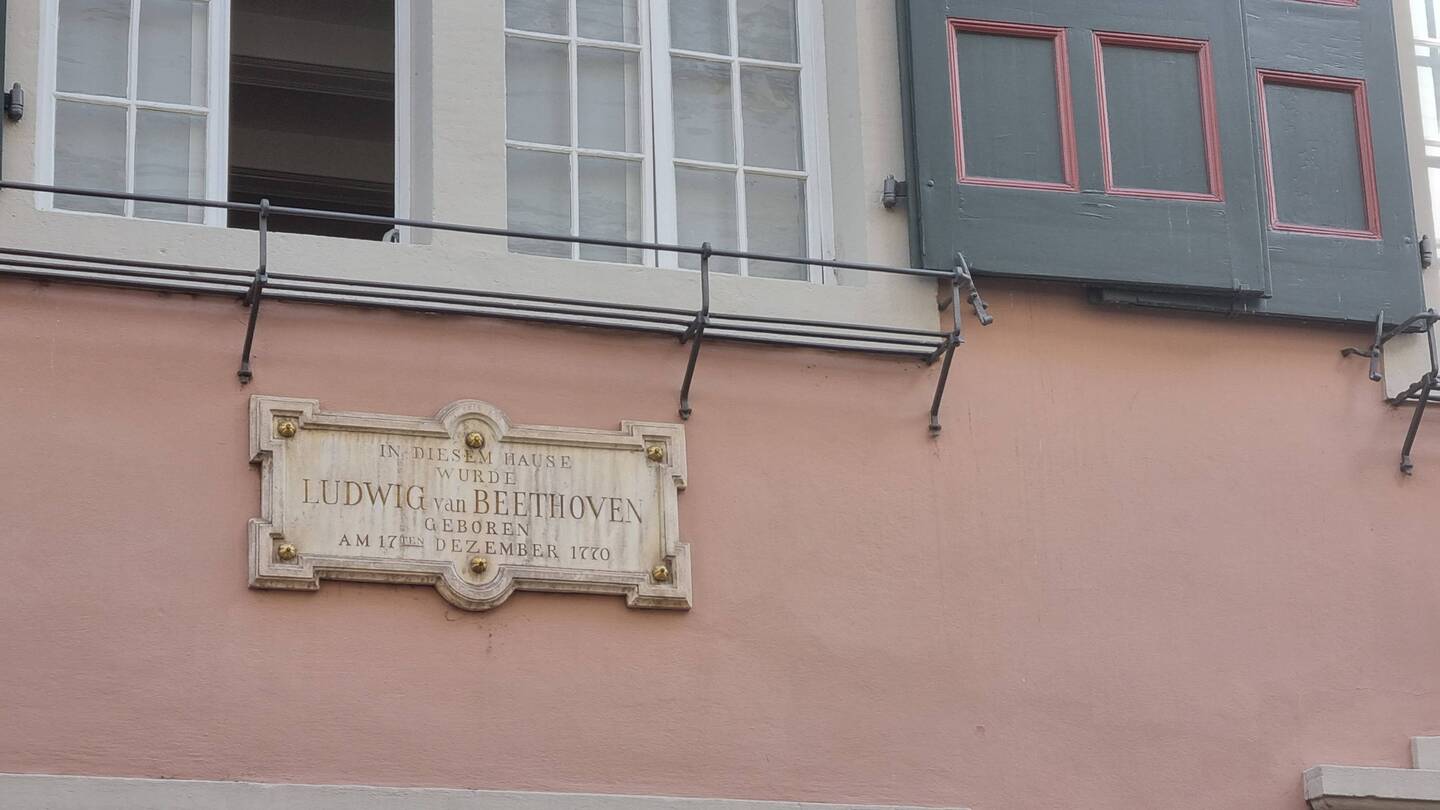 IN DIESEM HAUSE
WURDE
LUDWIG van BEETHOVEN
GEBOREN
AM 17TEN DEZEMBER 1770